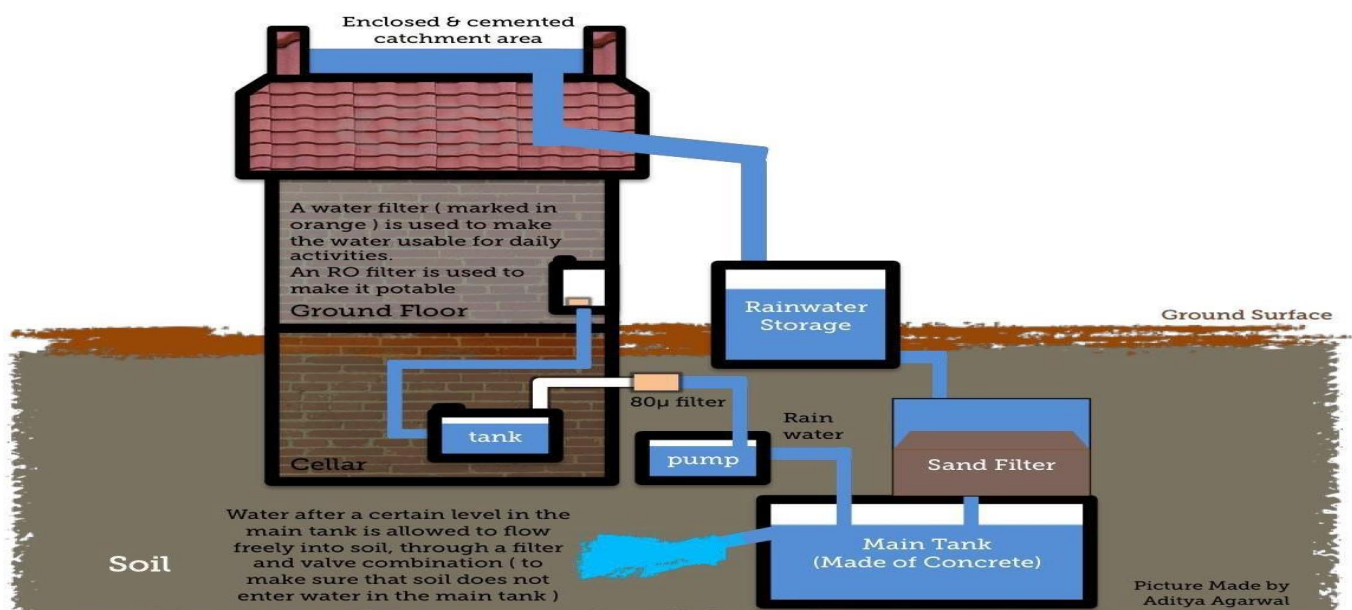 Enclosed & cemented
catchment area
A water filter ( marked in
orange ) is used to make
the water usable for daily
activities.
An RO filter is used to
make it potable
Ground Floor
Rainwater
Storage
Ground Surface
80µ filter
Rain
water
tank
pump
Sand Filter
Cellar
Water after a certain level in the
main tank is allowed to flow
freely into soil, through a filter
and valve combination ( to
make sure that soil does not
enter water in the main tank )
Soil
Main Tank
(Made of Concrete)
Picture Made by
Aditya Agarwal